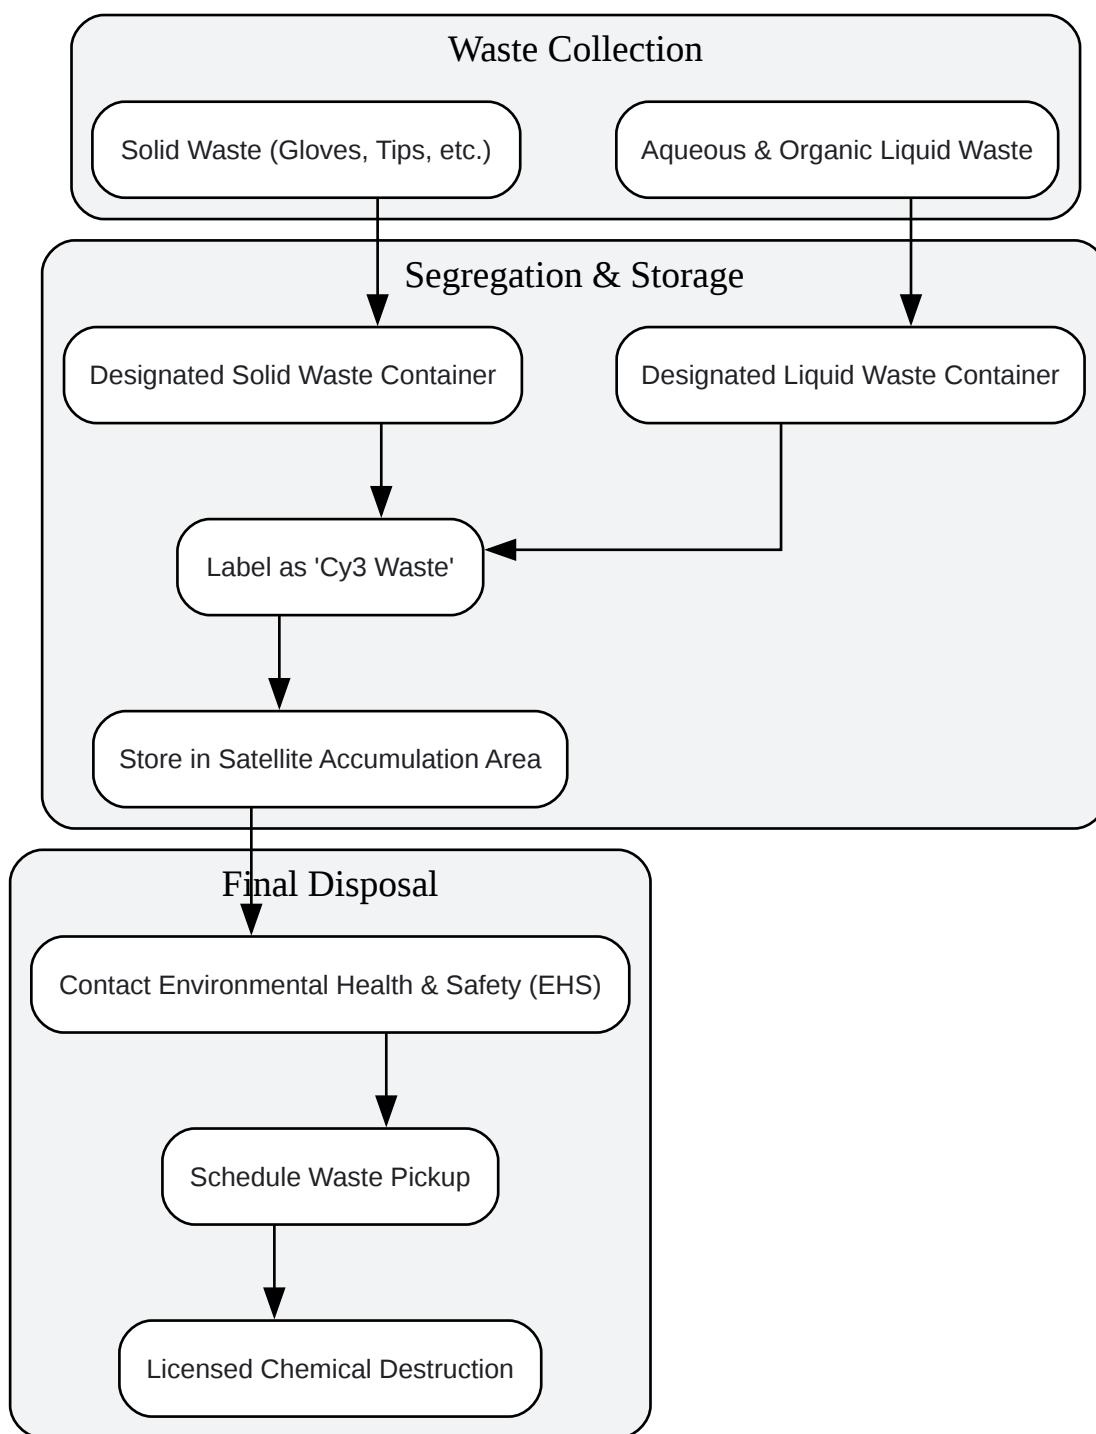 Waste Collection
Solid Waste (Gloves, Tips, etc.)
Aqueous & Organic Liquid Waste
Segregation & Storage
Designated Solid Waste Container
Designated Liquid Waste Container
Label as 'Cy3 Waste'
Store in Satellite Accumulation Area
Final Disposal
Contact Environmental Health & Safety (EHS)
Schedule Waste Pickup
Licensed Chemical Destruction